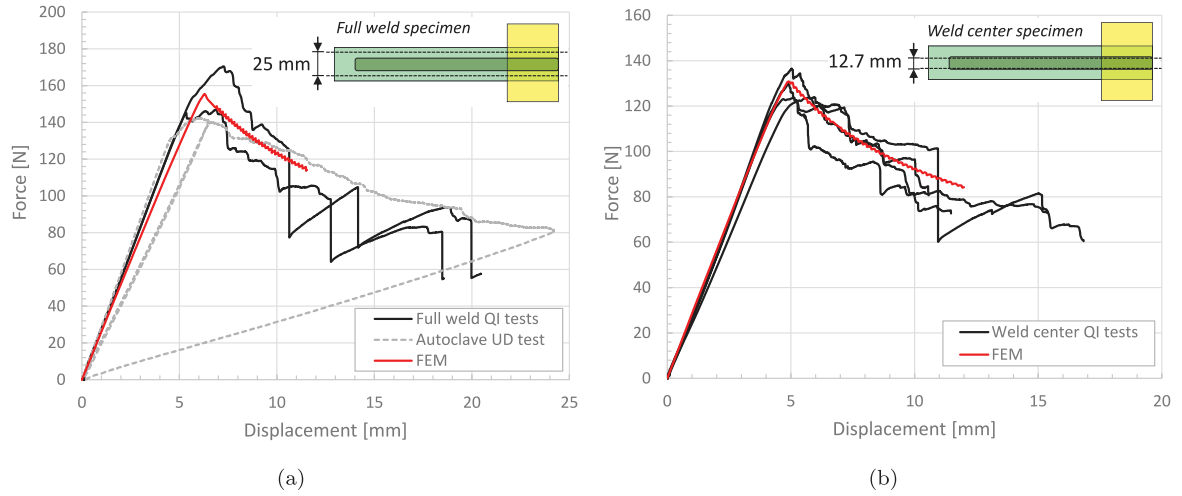 Full weld specimen
25 mm
Force [N]
200
180
160
140
120
100
80
60
40
20
0
0 5 10 15 20 25
Displacement [mm]
Full weld QI tests
Autoclave UD test
FEM
(a)
Weld center specimen
12.7 mm
Force [N]
160
140
120
100
80
60
40
20
0
0 5 10 15 20
Displacement [mm]
Weld center QI tests
FEM
(b)